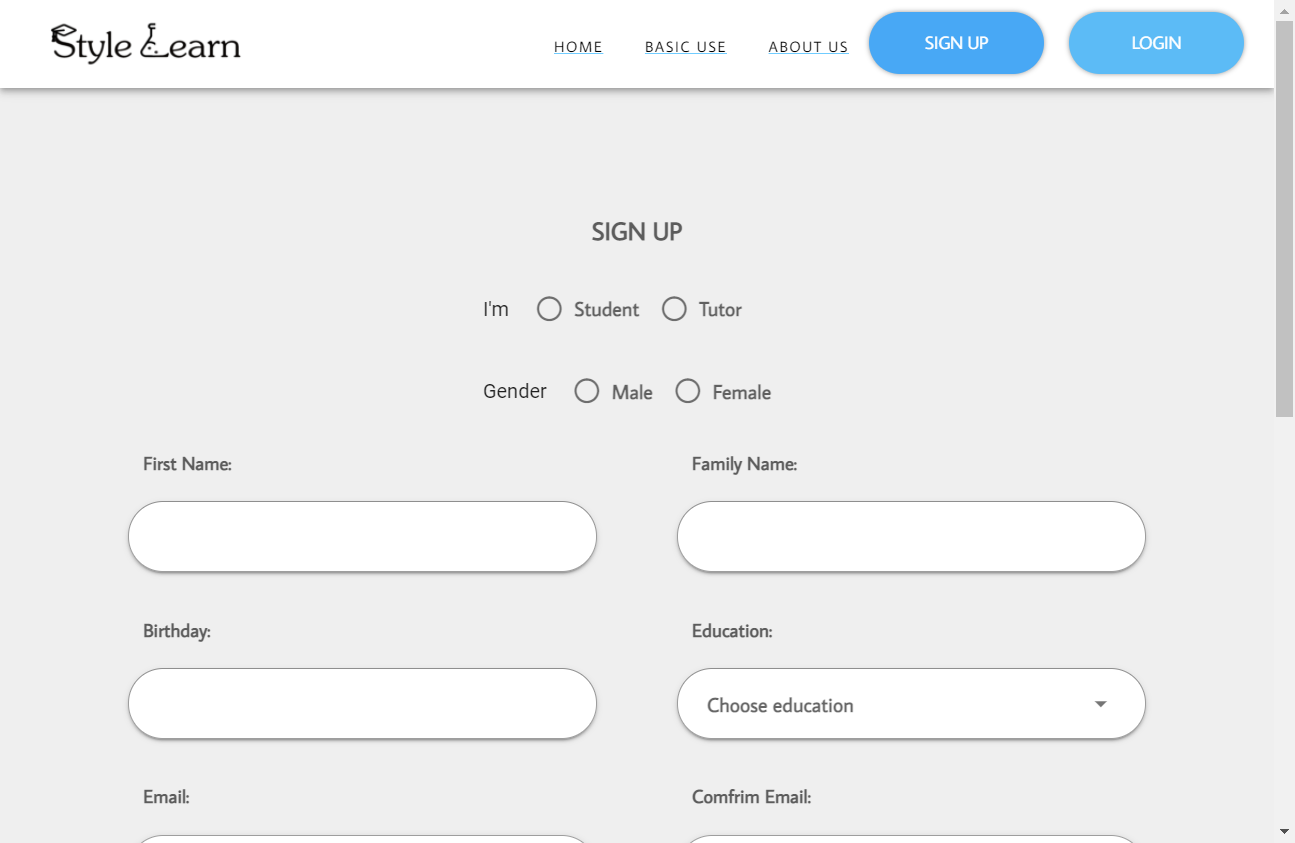 Style Learn
HOME BASIC USE ABOUT US SIGN UP LOGIN
SIGN UP
I'm Student Tutor
Gender Male Female
First Name: Family Name:
Birthday: Education:
Choose education
Email: Comfrim Email: